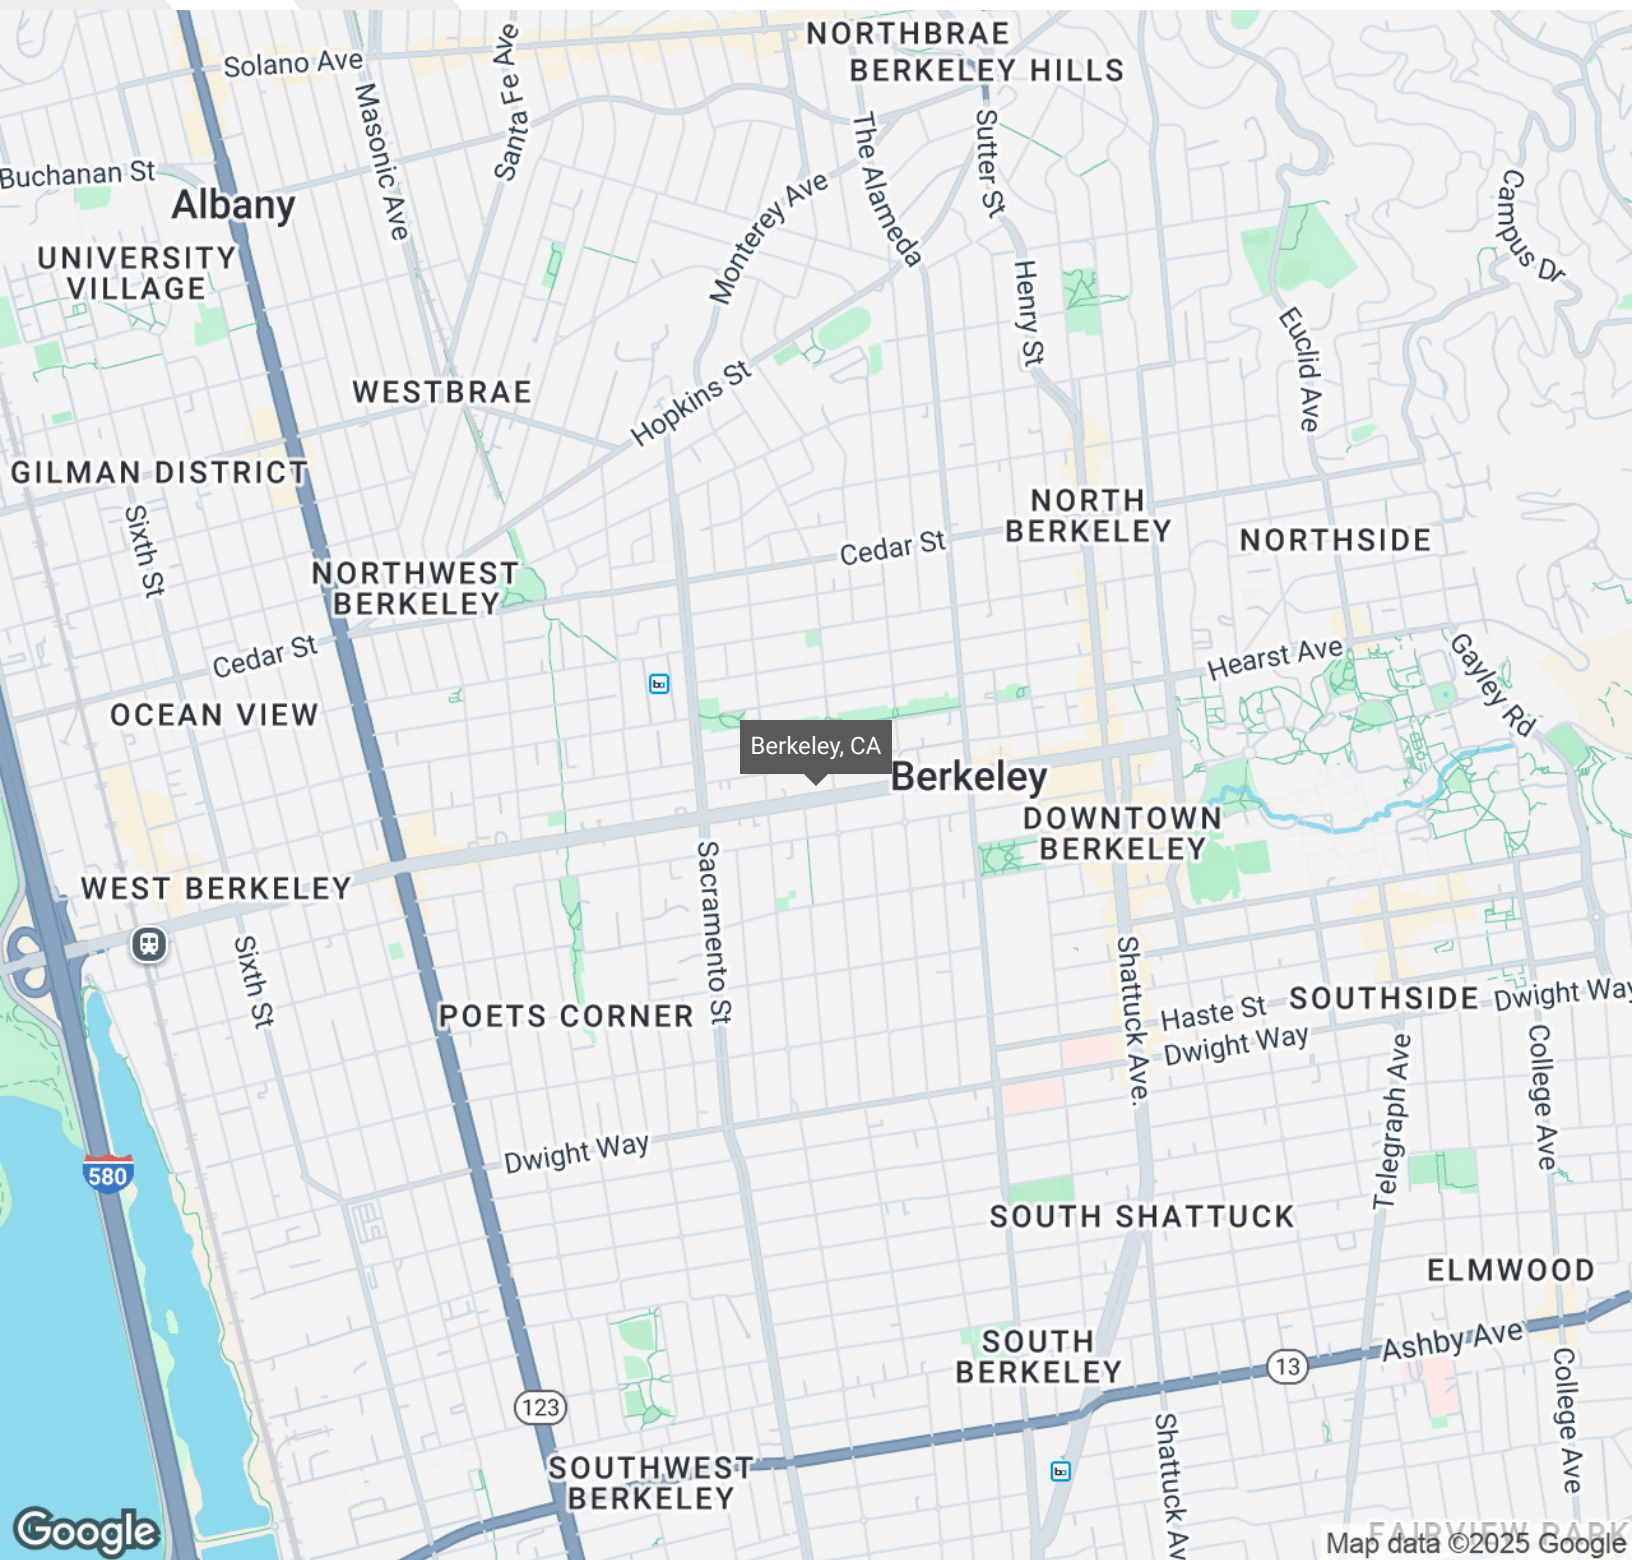 NORTHBRAE
BERKELEY HILLS
Solano Ave
Santa Fe Ave
Masonic Ave
The Alameda
Sutter St
Buchanan St
Albany
Monterey Ave
Campus Dr
UNIVERSITY
VILLAGE
Henry St
Euclid Ave
WESTBRAE
Hopkins St
GILMAN DISTRICT
Sixth St
NORTH
BERKELEY
Cedar St
NORTHSIDE
NORTHWEST
BERKELEY
Cedar St
Hearst Ave
Gayley Rd
OCEAN VIEW
Berkeley, CA
Berkeley
DOWNTOWN
BERKELEY
WEST BERKELEY
Sacramento St
Sixth St
Shattuck Ave.
POETS CORNER
Haste St
SOUTHSIDE
Dwight Way
Dwight Way
College Ave
Telegraph Ave
Dwight Way
580
SOUTH SHATTUCK
ELMWOOD
SOUTH
BERKELEY
Ashby Ave
13
College Ave
123
Shattuck Av
SOUTHWEST
BERKELEY
Google
FAIRVIEW PARK
Map data ©2025 Google